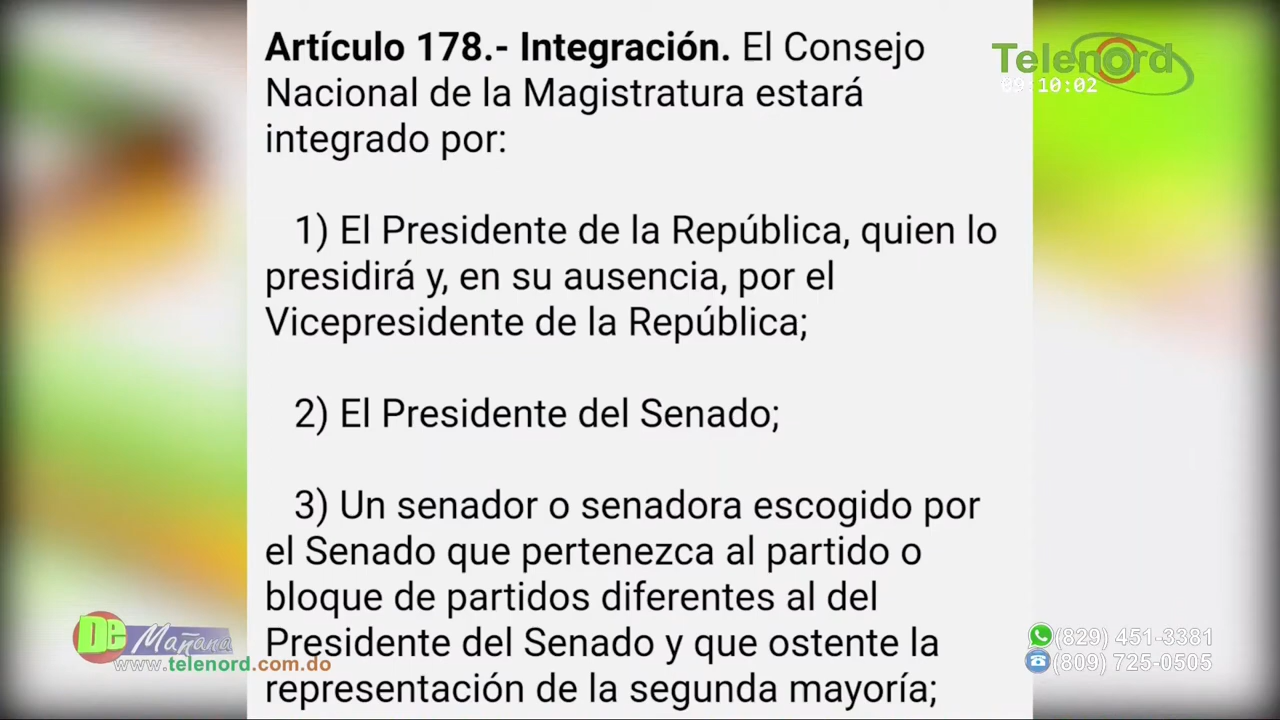 Artículo 178.- Integración. El Consejo
Nacional de la Magistratura estará
integrado por:
1) El Presidente de la República, quien lo
presidirá y, en su ausencia, por el
Vicepresidente de la República;
2) El Presidente del Senado;
3) Un senador o senadora escogido por
el Senado que pertenezca al partido o
bloque de partidos diferentes al del
Presidente del Senado y que ostente la
representación de la segunda mayoría;
Telenord
09:10:02
De Mañana
www.telenord.com.do
(829) 451-3381
(809) 725-0505